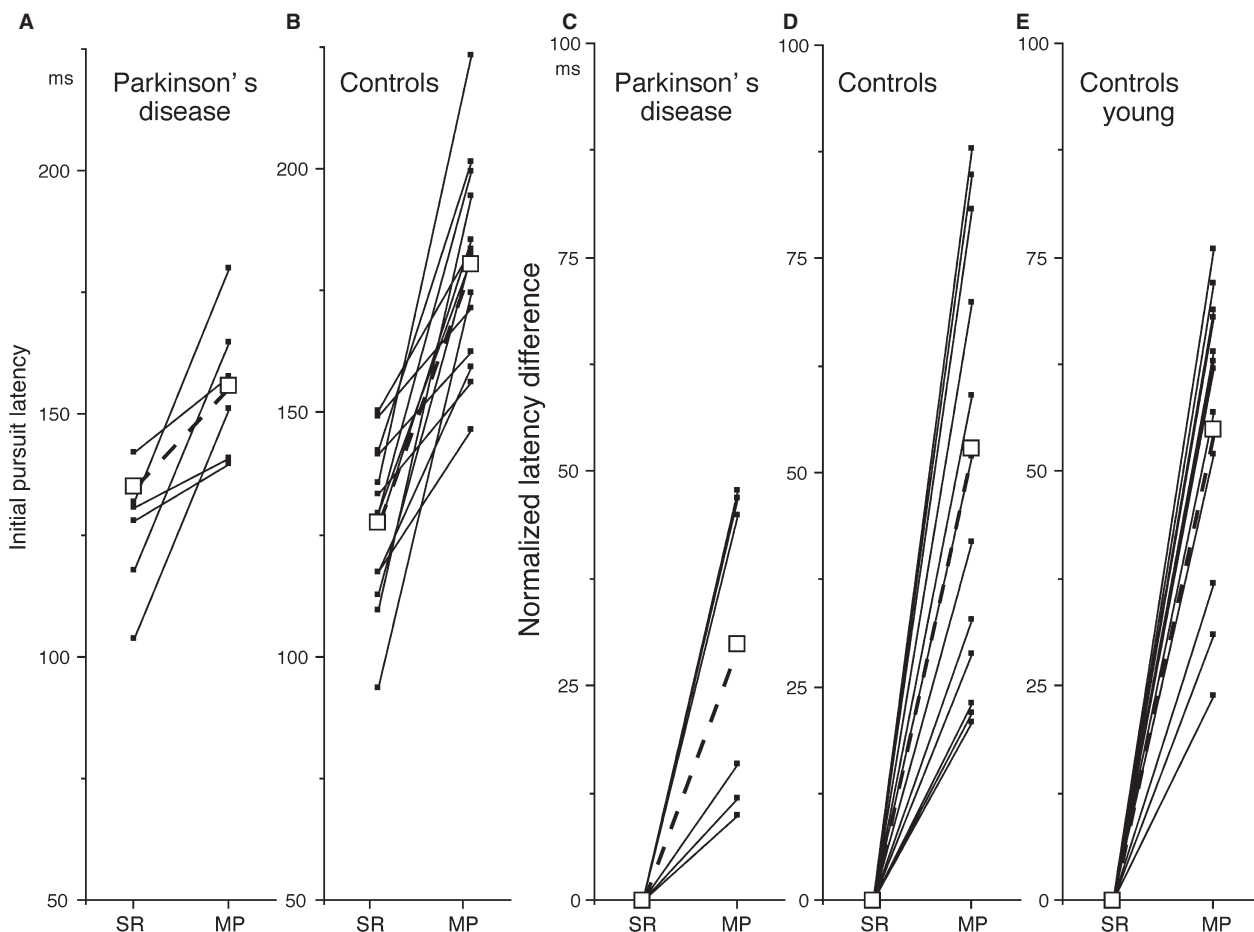 A
B
C
D
E
ms
Parkinson' s
disease
Controls
100
ms
Parkinson' s
disease
100
Controls
100
Controls
young
200
200
75
75
75
150
150
50
50
50
100
100
25
25
25
50
50
0
0
0
Initial pursuit latency
Normalized latency difference
SR
MP
SR
MP
SR
MP
SR
MP
SR
MP